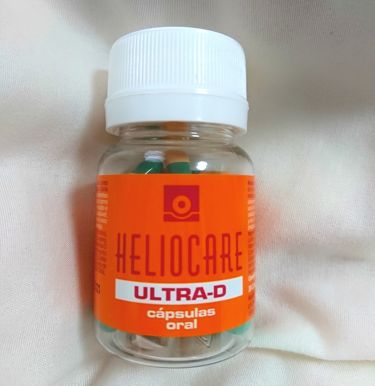 HELIOCARE
ULTRA-D
cápsulas
oral